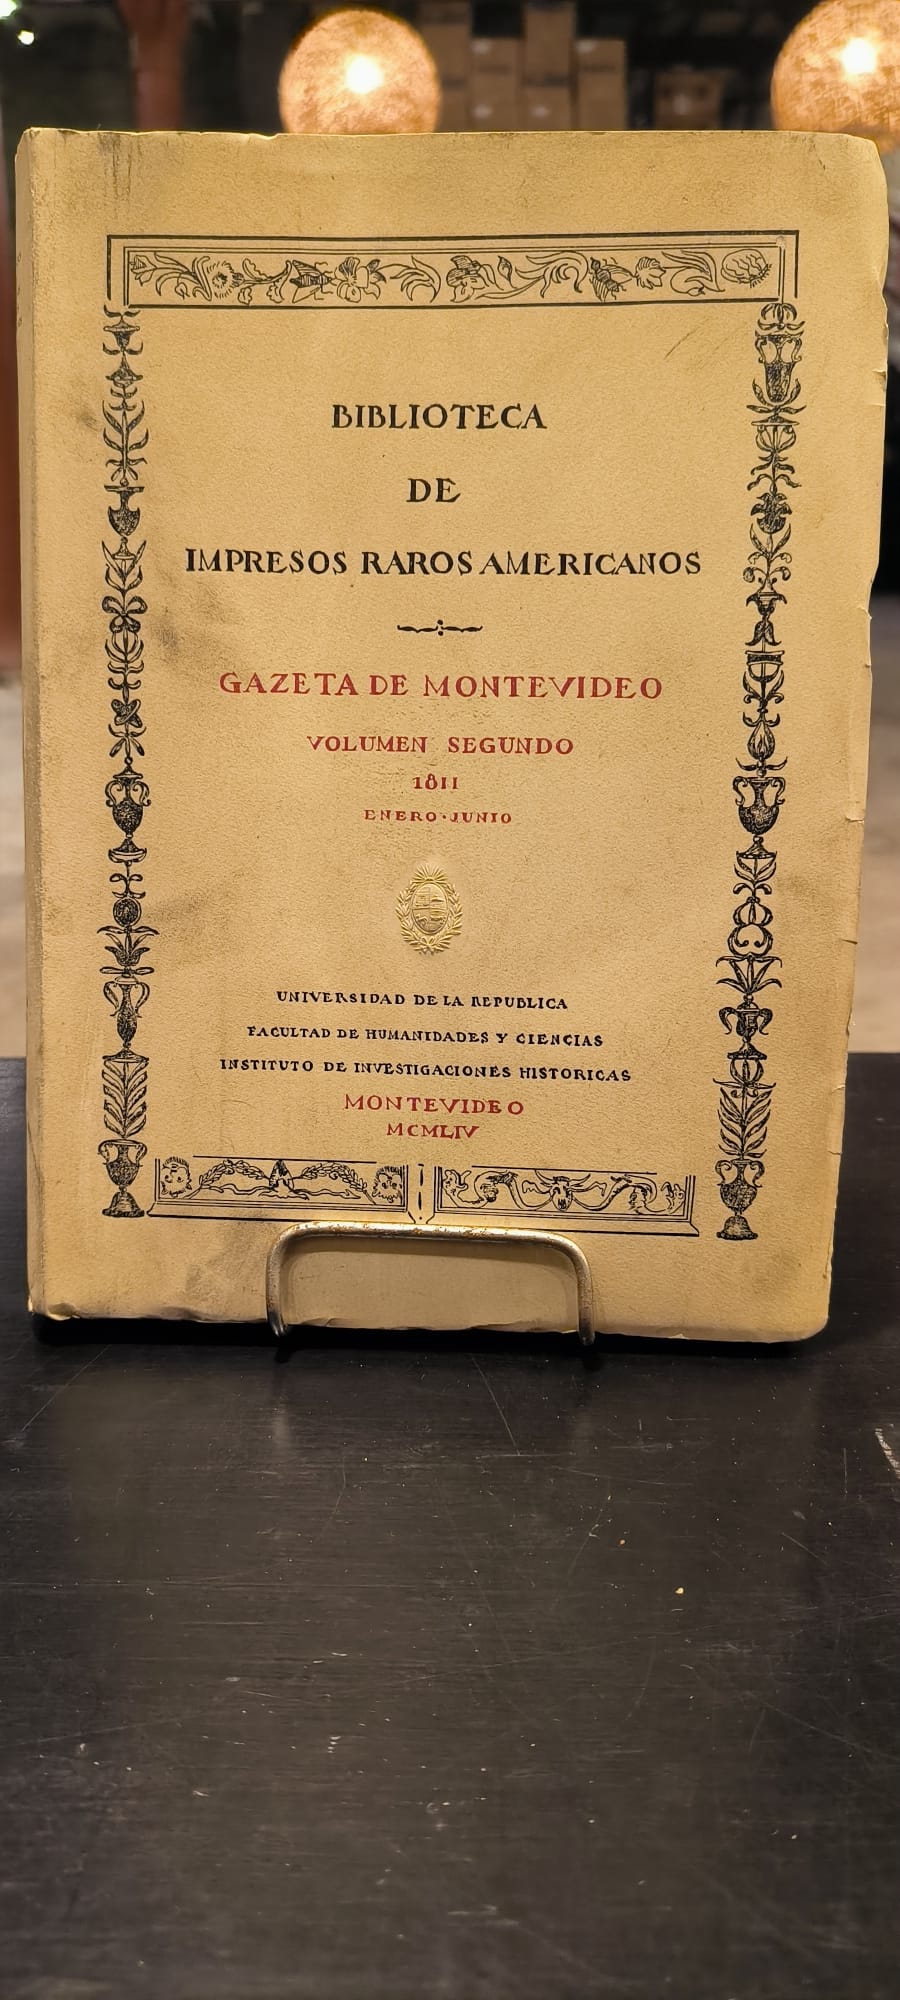 BIBLIOTECA
DE
IMPRESOS RAROS AMERICANOS
GAZETA DE MONTEVIDEO
VOLUMEN SEGUNDO
1811
ENERO·JUNIO
UNIVERSIDAD DE LA REPUBLICA
FACULTAD DE HUMANIDADES Y CIENCIAS
INSTITUTO DE INVESTIGACIONES HISTORICAS
MONTEVIDEO
MCMLIV